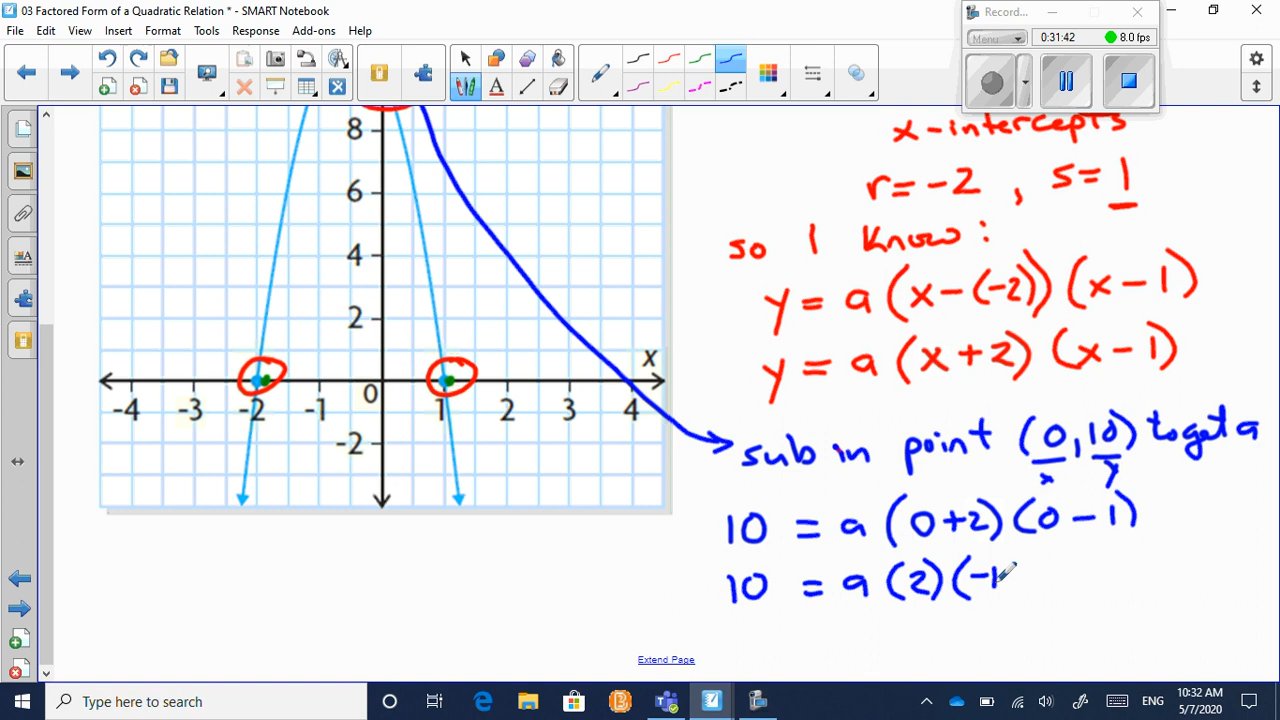 03 Factored Form of a Quadratic Relation * - SMART Notebook
Record...
File Edit View Insert Format Tools Response Add-ons Help
Menu 0:31:42 8.0 fps
A
x-intercepts
r = -2 , s = 1
so I know:
y = a (x-(-2)) (x-1)
y = a (x+2) (x-1)
sub in point (0,10) to get a
x y
10 = a (0+2) (0-1)
10 = a (2) (-1
8
6
4
2
x
0
-4 -3 -2 -1 1 2 3 4
-2
Extend Page
Type here to search
ENG
10:32 AM
5/7/2020